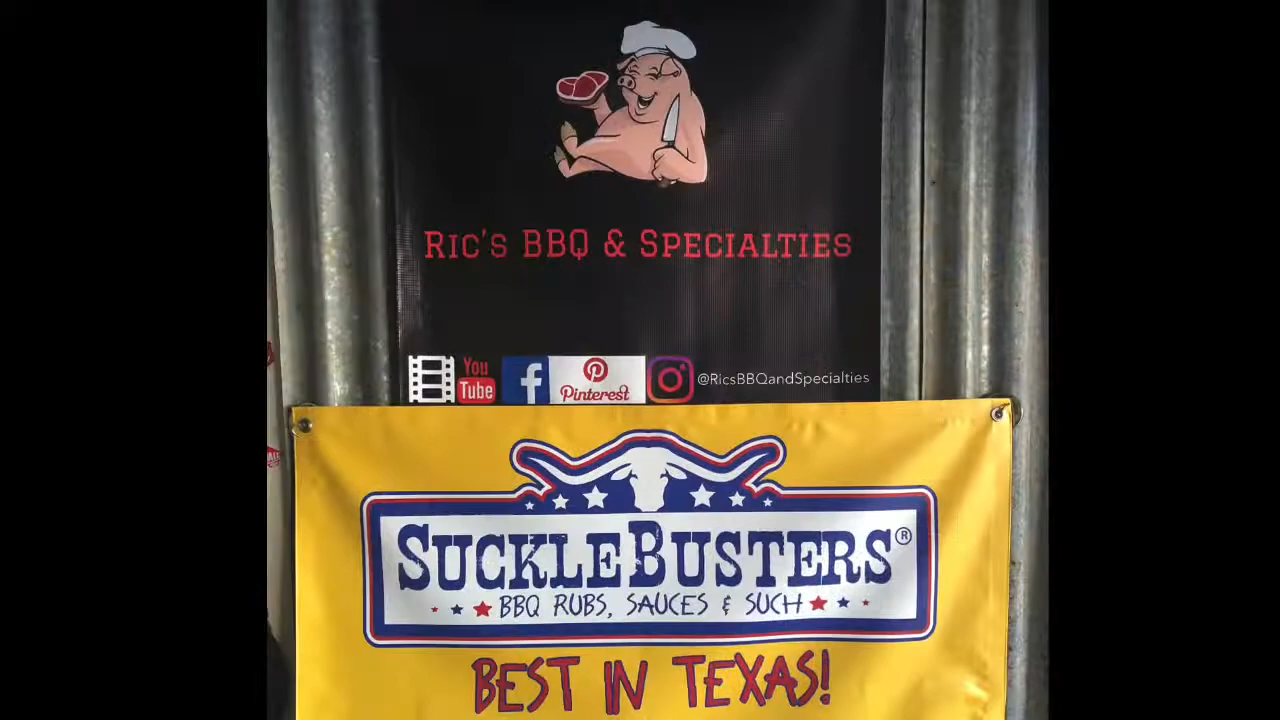 Ric's BBQ & Specialties
You
Tube
f
Pinterest
@RicsBBQandSpecialties
SuckleBusters®
BBQ RUBS, SAUCES & SUCH
BEST IN TEXAS!